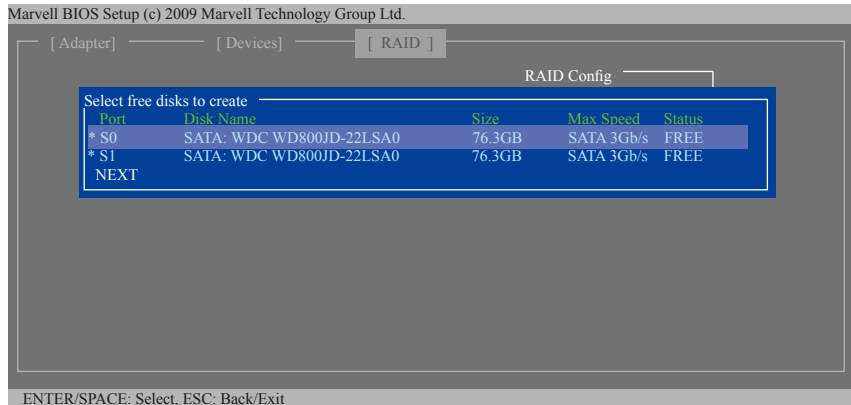 Marvell BIOS Setup (c) 2009 Marvell Technology Group Ltd.
[ Adapter] [ Devices] [ RAID ]
RAID Config
Select free disks to create
Port Disk Name Size Max Speed Status
* S0 SATA: WDC WD800JD-22LSA0 76.3GB SATA 3Gb/s FREE
* S1 SATA: WDC WD800JD-22LSA0 76.3GB SATA 3Gb/s FREE
NEXT
ENTER/SPACE: Select, ESC: Back/Exit